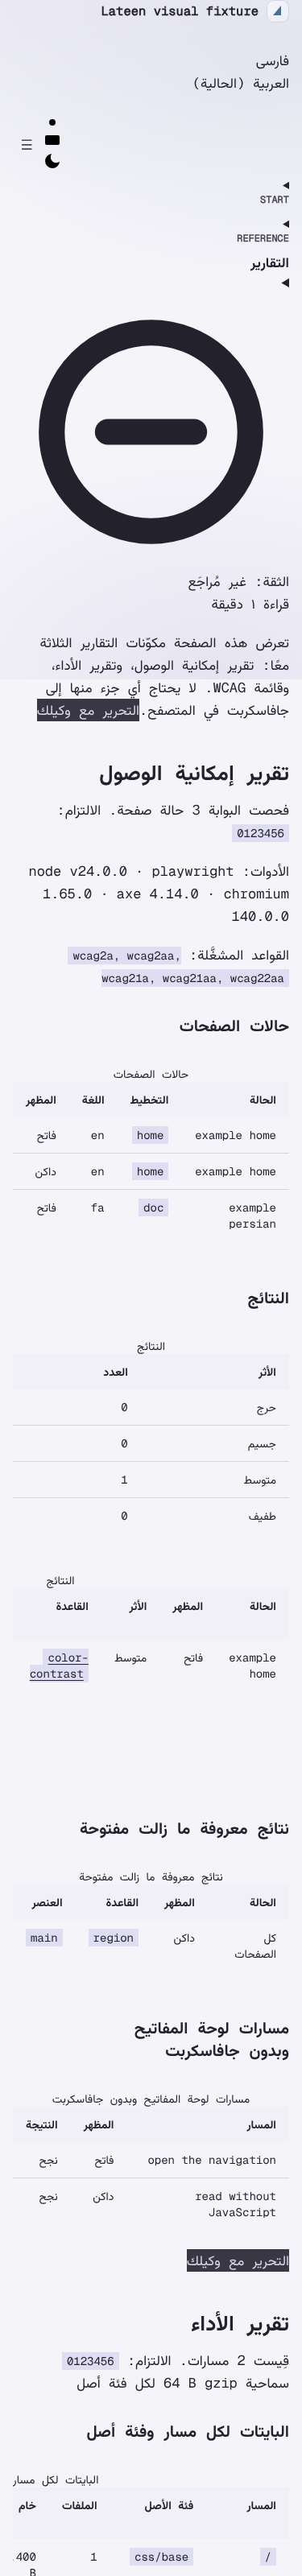 Lateen visual fixture
فارسی
العربية (الحالية)
START
REFERENCE
التقارير
الثقة: غير مُراجَع
قراءة ١ دقيقة
تعرض هذه الصفحة مكوّنات التقارير الثلاثة
معًا: تقرير إمكانية الوصول، وتقرير الأداء،
وقائمة WCAG. لا يحتاج أي جزء منها إلى
جافاسكربت في المتصفح. التحرير مع وكيلك
تقرير إمكانية الوصول
فحصت البوابة 3 حالة صفحة. الالتزام:
0123456
الأدوات: node v24.0.0 · playwright
1.65.0 · axe 4.14.0 · chromium
140.0.0
القواعد المشغَّلة: wcag2a, wcag2aa,
wcag21a, wcag21aa, wcag22aa
حالات الصفحات
حالات الصفحات
الحالة التخطيط اللغة المظهر
example home home en فاتح
example home home en داكن
example doc fa فاتح
persian
النتائج
النتائج
الأثر العدد
حرج 0
جسيم 0
متوسط 1
طفيف 0
النتائج
الحالة المظهر الأثر القاعدة
example فاتح متوسط color-
home contrast
نتائج معروفة ما زالت مفتوحة
نتائج معروفة ما زالت مفتوحة
الحالة المظهر القاعدة العنصر
كل داكن region main
الصفحات
مسارات لوحة المفاتيح
وبدون جافاسكربت
مسارات لوحة المفاتيح وبدون جافاسكربت
المسار المظهر النتيجة
open the navigation فاتح نجح
read without داكن نجح
JavaScript
التحرير مع وكيلك
تقرير الأداء
قِيست 2 مسارات. الالتزام: 0123456
سماحية 64 B gzip لكل فئة أصل
البايتات لكل مسار وفئة أصل
البايتات لكل مسار
المسار فئة الأصل الملفات خام
/ css/base 1 400
B